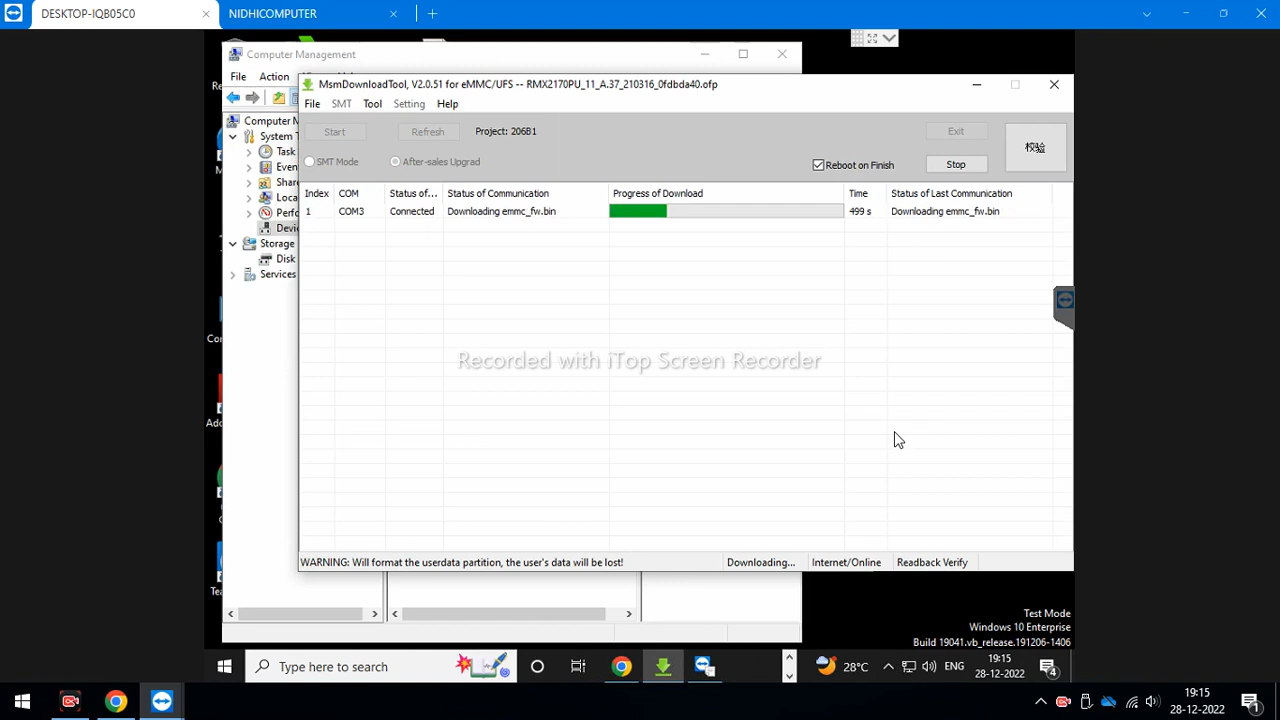 DESKTOP-IQB05C0
NIDHICOMPUTER
Computer Management
File Action
MsmDownloadTool, V2.0.51 for eMMC/UFS -- RMX2170PU_11_A.37_210316_0fdbda40.ofp
File SMT Tool Setting Help
Start Refresh Project: 206B1 Exit 校验
SMT Mode After-sales Upgrad Reboot on Finish Stop
Index COM Status of... Status of Communication Progress of Download Time Status of Last Communication
1 COM3 Connected Downloading emmc_fw.bin 499 s Downloading emmc_fw.bin
Computer Ma
System T
Task
Even
Share
Loca
Perfo
Devi
Storage
Disk
Services
Recorded with iTop Screen Recorder
WARNING: Will format the userdata partition, the user's data will be lost! Downloading... Internet/Online Readback Verify
Test Mode
Windows 10 Enterprise
Build 19041.vb_release.191206-1406
Type here to search 28°C ENG 19:15
28-12-2022 4
19:15
28-12-2022 1